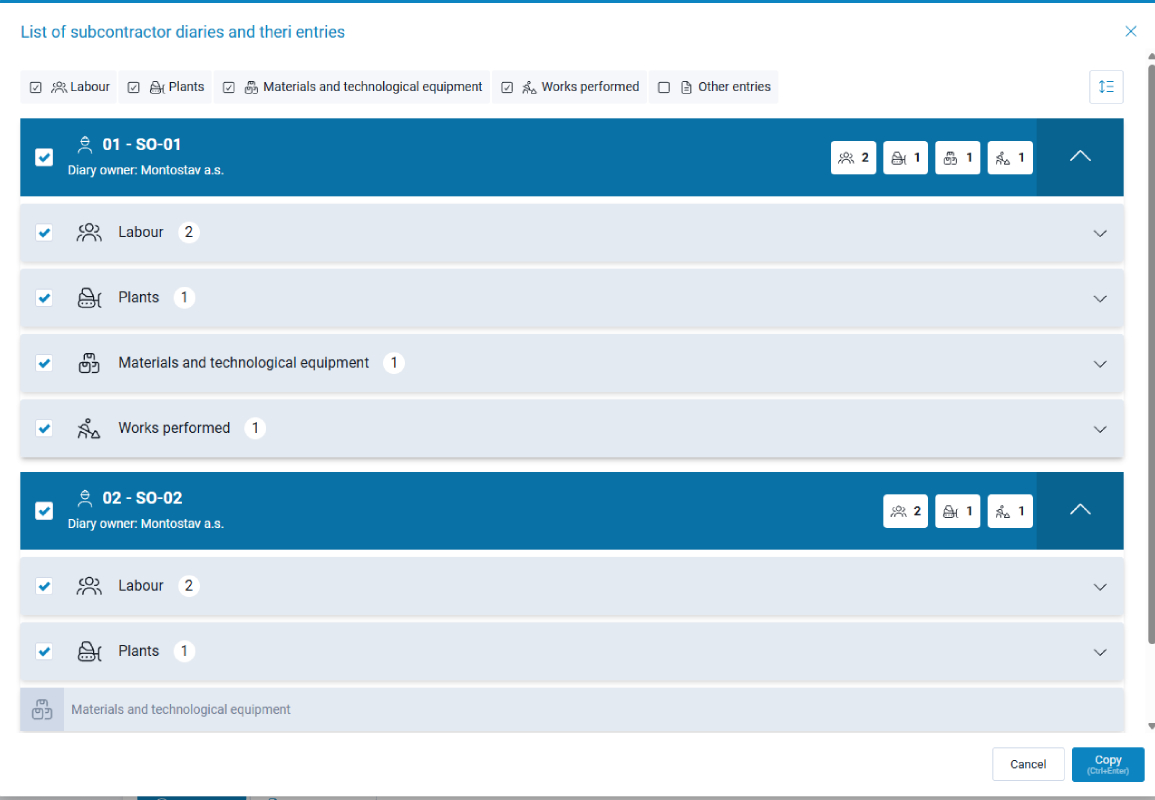 List of subcontractor diaries and theri entries
Labour Plants Materials and technological equipment Works performed Other entries
01 - SO-01
Diary owner: Montostav a.s.
2 1 1 1
Labour 2
Plants 1
Materials and technological equipment 1
Works performed 1
02 - SO-02
Diary owner: Montostav a.s.
2 1 1
Labour 2
Plants 1
Materials and technological equipment
Cancel
Copy
(Ctrl+Enter)